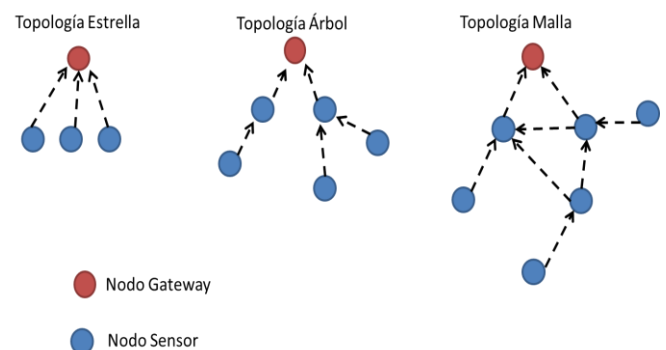 Topología Estrella
Topología Árbol
Topología Malla
Nodo Gateway
Nodo Sensor